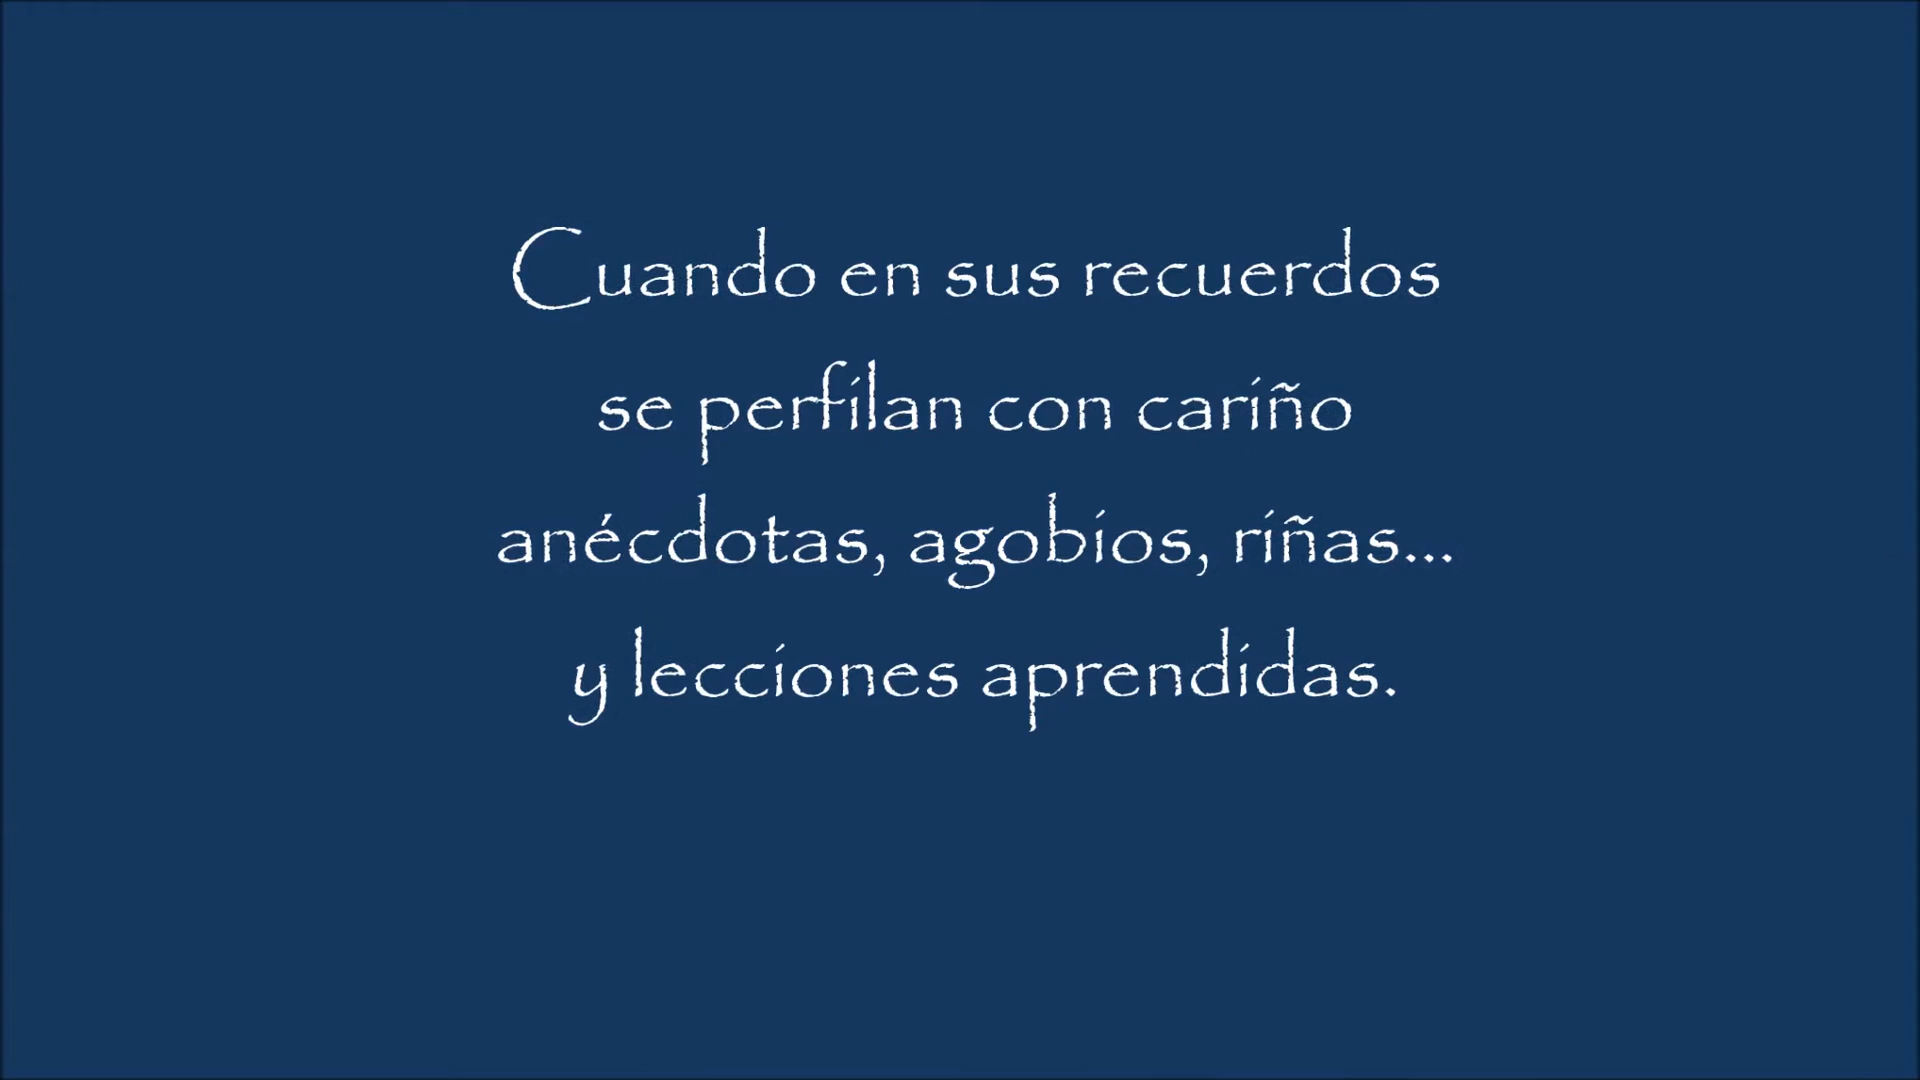 Cuando en sus recuerdos
se perfilan con cariño
anécdotas, agobios, riñas...
y lecciones aprendidas.